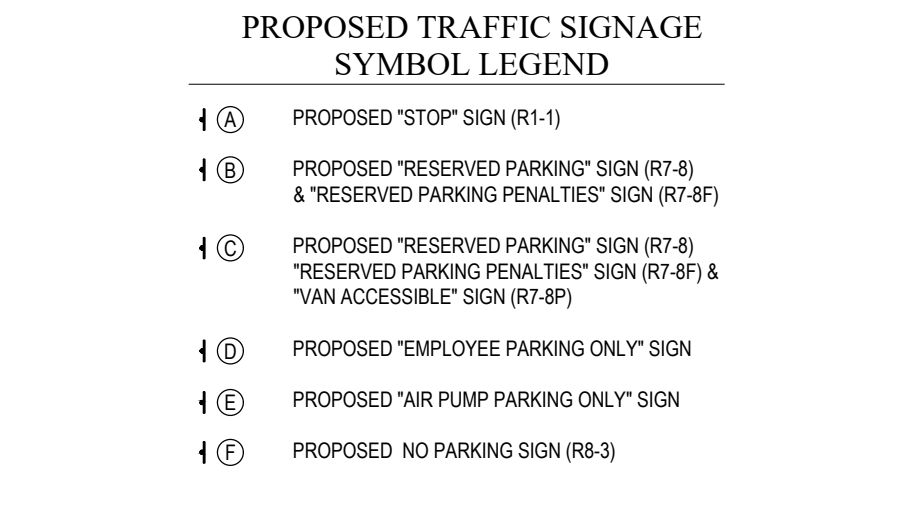 PROPOSED TRAFFIC SIGNAGE
SYMBOL LEGEND
A PROPOSED "STOP" SIGN (R1-1)
B PROPOSED "RESERVED PARKING" SIGN (R7-8)
& "RESERVED PARKING PENALTIES" SIGN (R7-8F)
C PROPOSED "RESERVED PARKING" SIGN (R7-8)
"RESERVED PARKING PENALTIES" SIGN (R7-8F) &
"VAN ACCESSIBLE" SIGN (R7-8P)
D PROPOSED "EMPLOYEE PARKING ONLY" SIGN
E PROPOSED "AIR PUMP PARKING ONLY" SIGN
F PROPOSED  NO PARKING SIGN (R8-3)